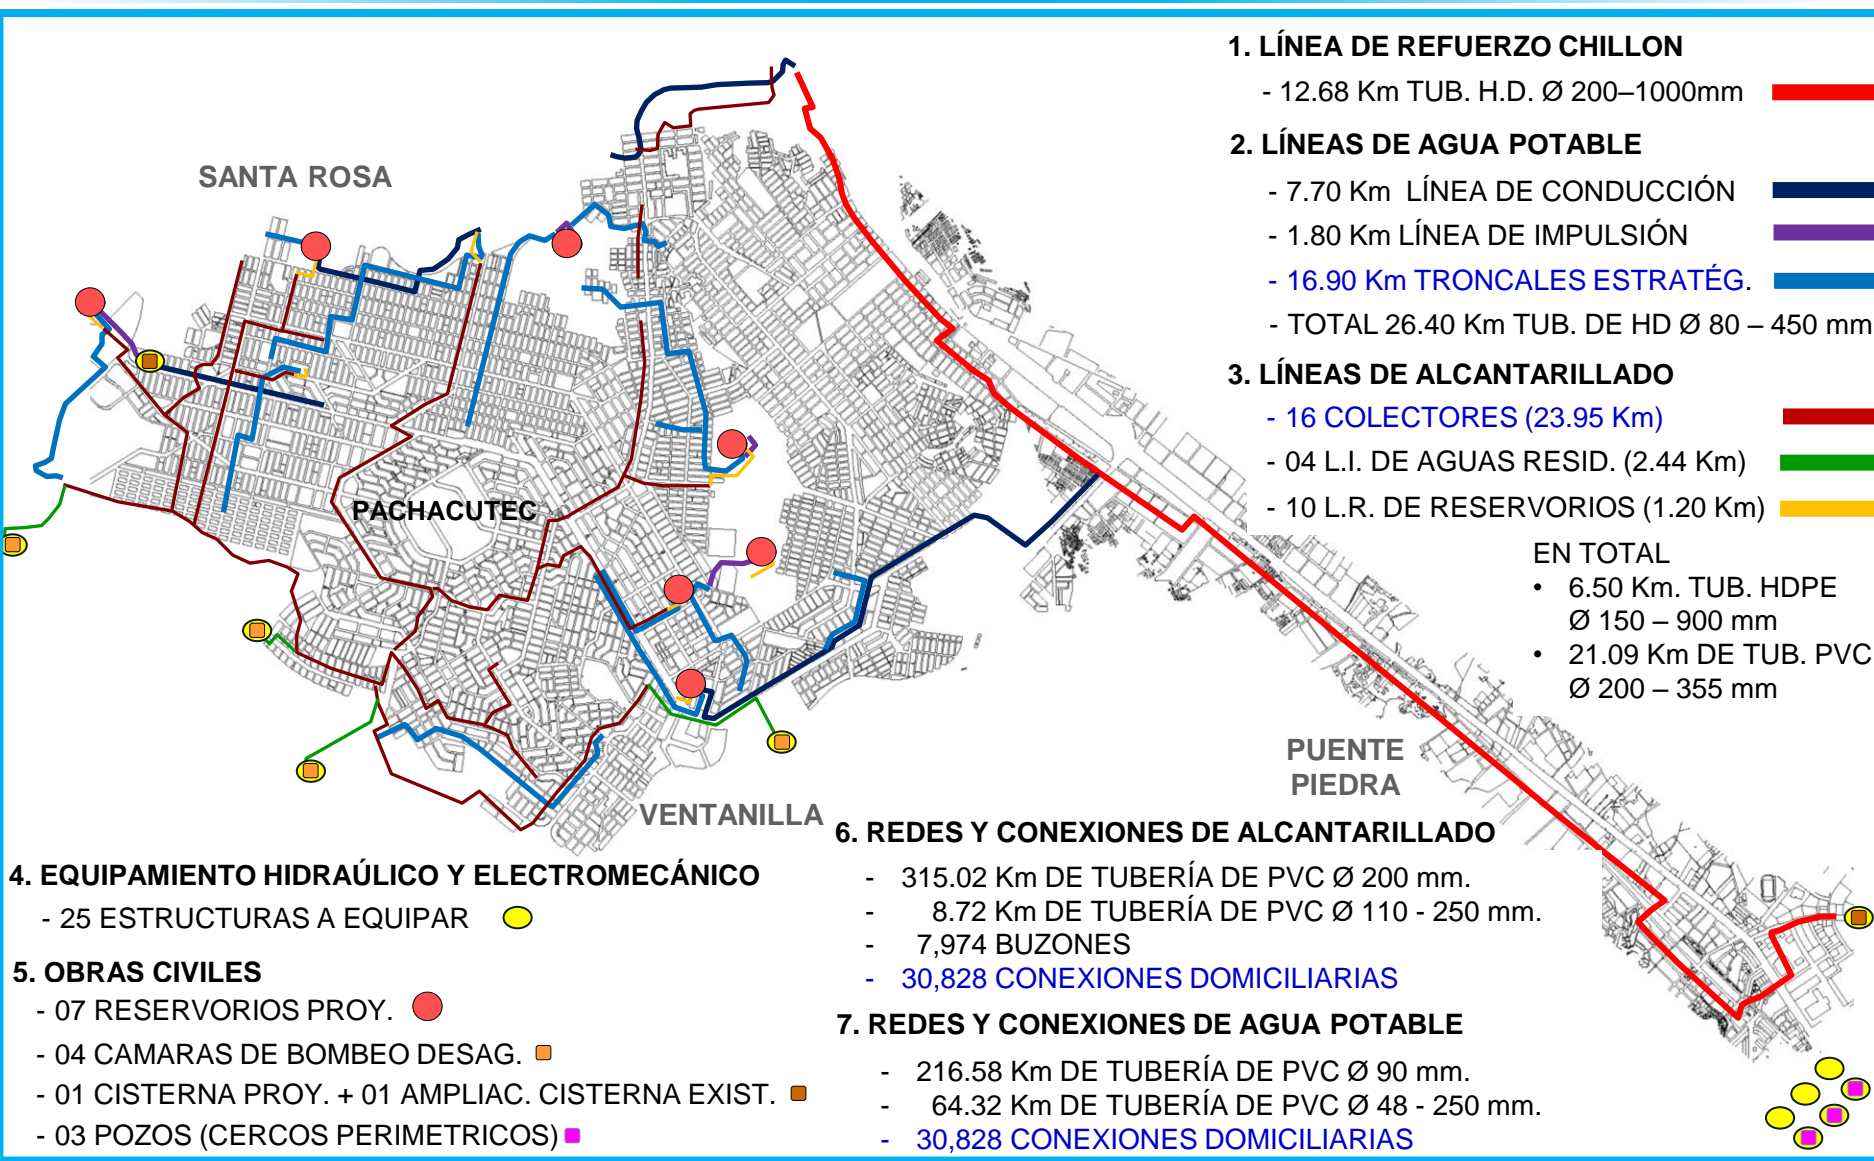 SANTA ROSA
PACHACUTEC
VENTANILLA
PUENTE
PIEDRA
1. LÍNEA DE REFUERZO CHILLON
- 12.68 Km TUB. H.D. Ø 200–1000mm
2. LÍNEAS DE AGUA POTABLE
- 7.70 Km LÍNEA DE CONDUCCIÓN
- 1.80 Km LÍNEA DE IMPULSIÓN
- 16.90 Km TRONCALES ESTRATÉG.
- TOTAL 26.40 Km TUB. DE HD Ø 80 – 450 mm
3. LÍNEAS DE ALCANTARILLADO
- 16 COLECTORES (23.95 Km)
- 04 L.I. DE AGUAS RESID. (2.44 Km)
- 10 L.R. DE RESERVORIOS (1.20 Km)
EN TOTAL
• 6.50 Km. TUB. HDPE
Ø 150 – 900 mm
• 21.09 Km DE TUB. PVC
Ø 200 – 355 mm
4. EQUIPAMIENTO HIDRAÚLICO Y ELECTROMECÁNICO
- 25 ESTRUCTURAS A EQUIPAR
5. OBRAS CIVILES
- 07 RESERVORIOS PROY.
- 04 CAMARAS DE BOMBEO DESAG.
- 01 CISTERNA PROY. + 01 AMPLIAC. CISTERNA EXIST.
- 03 POZOS (CERCOS PERIMETRICOS)
6. REDES Y CONEXIONES DE ALCANTARILLADO
- 315.02 Km DE TUBERÍA DE PVC Ø 200 mm.
- 8.72 Km DE TUBERÍA DE PVC Ø 110 - 250 mm.
- 7,974 BUZONES
- 30,828 CONEXIONES DOMICILIARIAS
7. REDES Y CONEXIONES DE AGUA POTABLE
- 216.58 Km DE TUBERÍA DE PVC Ø 90 mm.
- 64.32 Km DE TUBERÍA DE PVC Ø 48 - 250 mm.
- 30,828 CONEXIONES DOMICILIARIAS